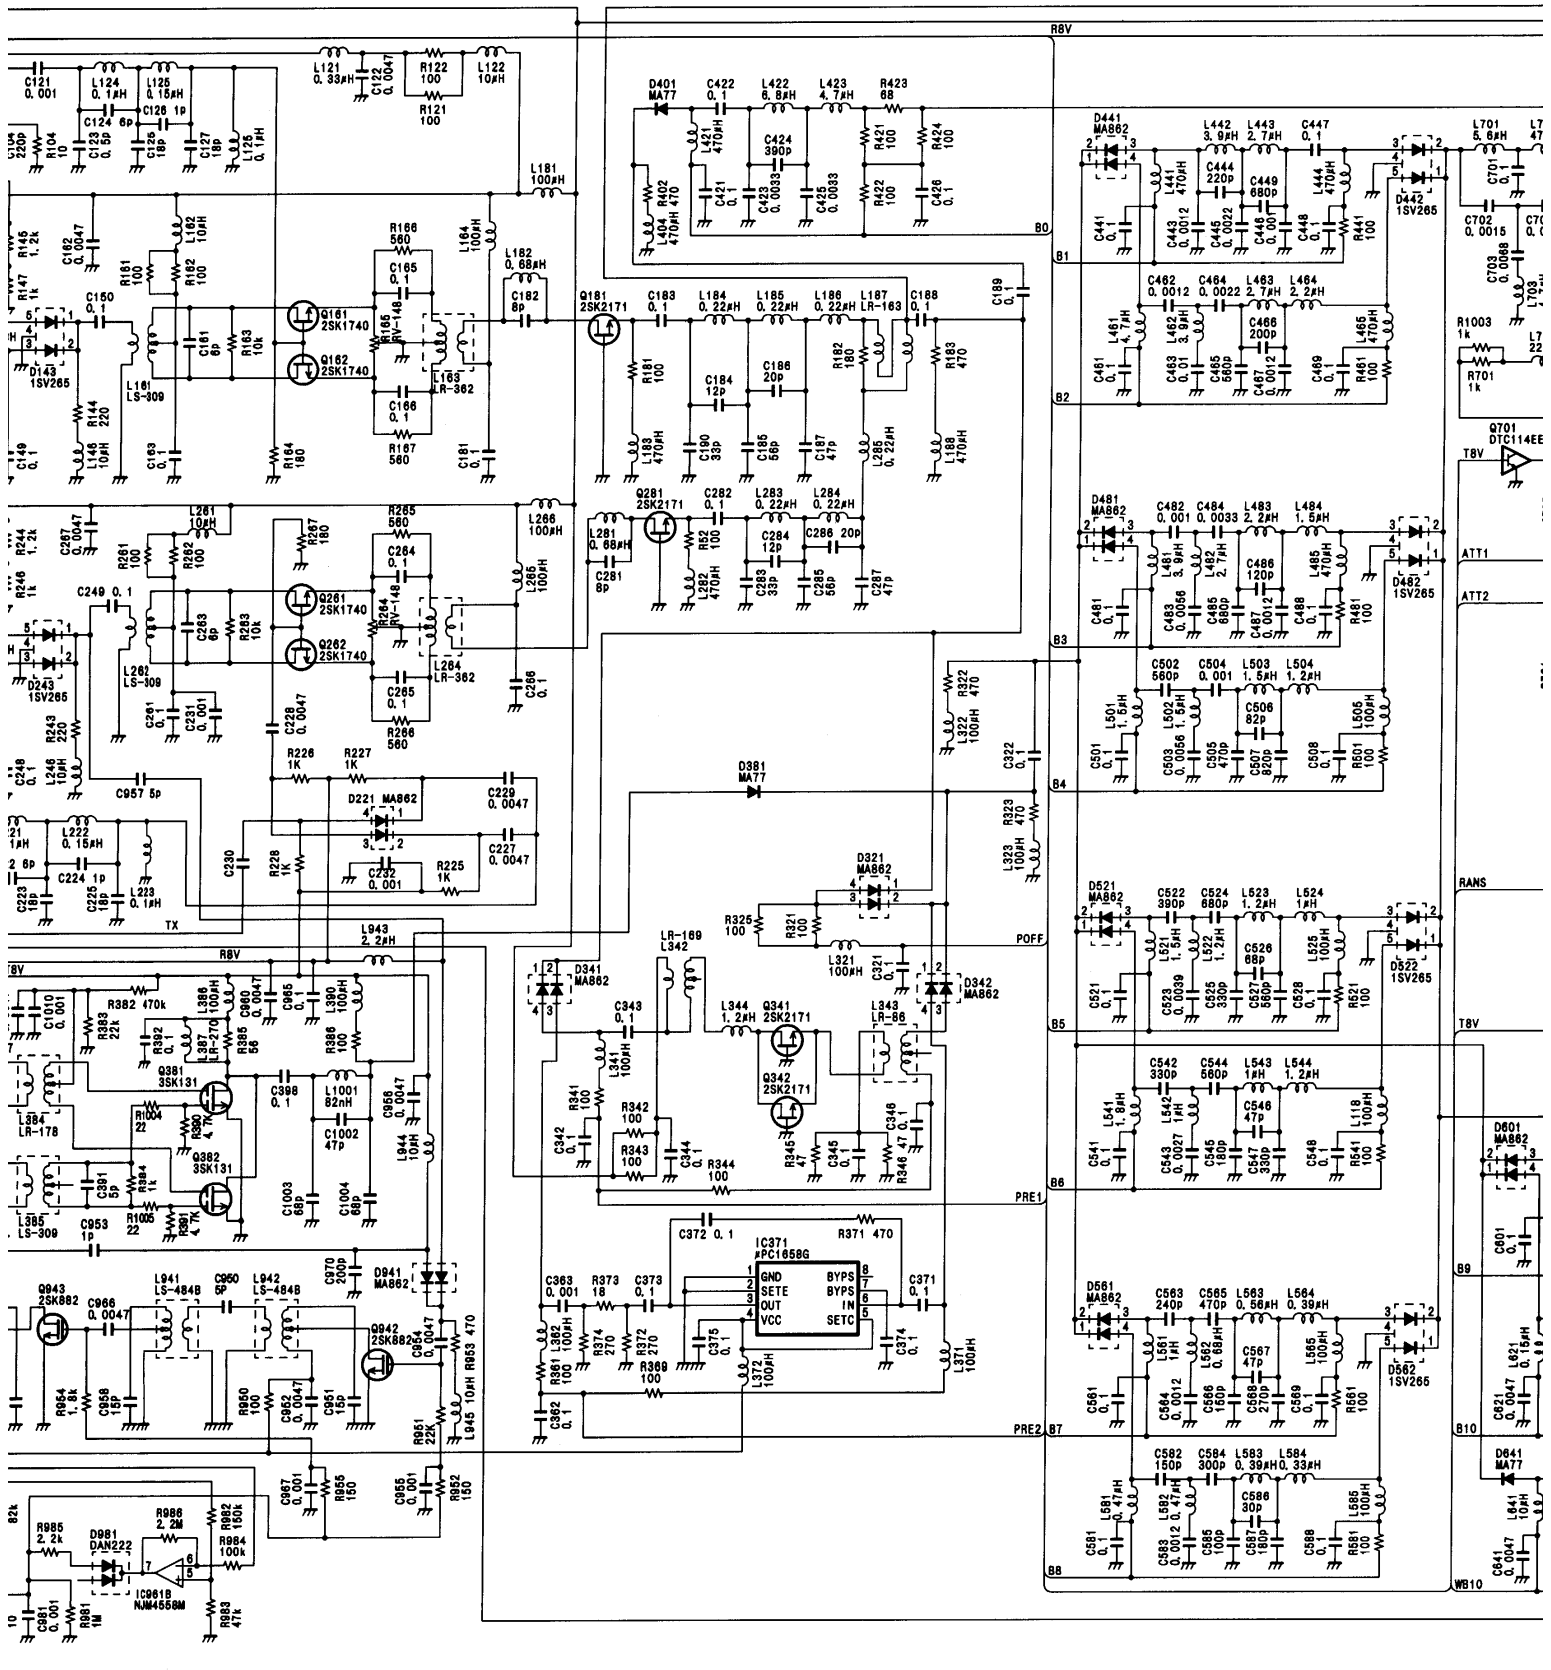 R8V
C121
0.001
L124
0.1μH
L125
0.15μH
C126 1p
C124 6p
C123
0.5p
C125
18p
C127
18p
L125
0.1μH
220p
R104
10
L121
0.33μH
C122
0.0047
R122
100
R121
100
L122
10μH
D401
MA77
C422
0.1
L422
6.8μH
L423
4.7μH
R423
68
L421
470μH
C424
390p
R421
100
R424
100
R402
470
L404
470μH
C421
0.1
C423
0.0033
C425
0.0033
R422
100
C426
0.1
B0
B1
D441
MA862
L442
3.9μH
L443
2.7μH
C447
0.1
L441
470μH
C444
220p
C449
680p
L444
470μH
D442
1SV265
C441
0.1
C443
0.0012
C445
0.0022
C446
0.001
C448
0.1
R441
100
L701
5.6μH
C701
0.1
C702
0.0015
C703
0.0068
L703
R145
1.2k
R147
1k
C162
0.0047
L162
10μH
R161
100
R162
100
L181
100μH
L164
100μH
R166
560
C165
0.1
R165
RV-148
L182
0.68μH
C182
8p
C150
0.1
D143
1SV265
L161
LS-309
C161
6p
R163
10k
Q161
2SK1740
Q162
2SK1740
L163
LR-362
C166
0.1
R167
560
R144
220
L146
10μH
C149
0.1
C163
0.1
R164
180
C181
0.1
Q181
2SK2171
C183
0.1
L184
0.22μH
L185
0.22μH
L186
0.22μH
L187
LR-163
C188
0.1
C189
0.1
R181
100
C184
12p
C186
20p
R182
180
R183
470
L183
470μH
C190
33p
C185
56p
C187
47p
L285
0.22μH
L188
470μH
C462
0.0012
C464
0.0022
L463
2.7μH
L464
2.2μH
L461
4.7μH
L462
3.9μH
C466
200p
L465
470μH
C461
0.1
C463
0.01
C465
560p
C467
0.0012
C469
0.1
R461
100
B2
R1003
1k
R701
1k
Q701
DTC114EE
T8V
ATT1
ATT2
R244
1.2k
R246
1k
C267
0.0047
L261
10μH
R261
100
R262
100
R267
180
R265
560
C264
0.1
R264
RV-148
L266
100μH
L265
100μH
L281
0.68μH
C281
8p
Q281
2SK2171
C282
0.1
L283
0.22μH
L284
0.22μH
C284
12p
C286 20p
R52
100
L282
470μH
C283
33p
C285
56p
C287
47p
C249 0.1
D243
1SV265
L262
LS-309
C263
6p
R263
10k
Q261
2SK1740
Q262
2SK1740
L264
LR-362
C265
0.1
R266
560
C266
0.1
R243
220
L246
10μH
C248
0.1
C261
0.1
C231
0.001
C228
0.0047
D481
MA862
C482
0.001
C484
0.0033
L483
2.2μH
L484
1.5μH
L481
3.9μH
L482
2.7μH
C486
120p
L485
470μH
D482
1SV265
C481
0.1
C483
0.0056
C485
680p
C487
0.0012
C488
0.1
R481
100
B3
C502
560p
C504
0.001
L503
1.5μH
L504
1.2μH
L501
1.5μH
L502
1.5μH
C506
82p
L505
100μH
C501
0.1
C503
0.0056
C505
470p
C507
820p
C508
0.1
R501
100
B4
C957 5p
R226
1K
R227
1K
D221 MA862
C229
0.0047
C227
0.0047
R228
1K
C230
C232
0.001
R225
1K
L222
0.15μH
C224 1p
C223
18p
C225
18p
L223
0.1μH
TX
D381
MA77
R322
470
L322
100μH
C322
0.1
R323
470
L323
100μH
D321
MA862
R325
100
R321
100
L321
100μH
C321
0.1
POFF
LR-169
L342
D341
MA862
C343
0.1
L344
1.2μH
Q341
2SK2171
Q342
2SK2171
L343
LR-86
D342
MA862
L341
100μH
R341
100
C342
0.1
R342
100
R343
100
C344
0.1
R344
100
R345
47
C345
0.1
R346 47
C346
0.1
PRE1
D521
MA862
C522
390p
C524
680p
L523
1.2μH
L524
1μH
L521
1.5μH
L522
1.2μH
C526
68p
L525
100μH
D522
1SV265
C521
0.1
C523
0.0039
C525
330p
C527
560p
C528
0.1
R521
100
RANS
B5
T8V
C542
330p
C544
560p
L543
1μH
L544
1.2μH
L541
1.8μH
L542
1μH
C546
47p
L118
100μH
C541
0.1
C543
0.0027
C545
180p
C547
330p
C548
0.1
R541
100
B6
D601
MA862
C601
0.1
B9
L943
2.2μH
R8V
C1010
0.001
R382 470k
R383
22k
R392
0.1
L387
LR-270
L386
100μH
R385
56
C960
0.0047
C965
0.1
L390
100μH
R386
100
Q381
3SK131
C398
0.1
L1001
82nH
C1002
47p
C956
0.0047
L944
10μH
L384
LR-178
R1004
22
R390
4.7K
Q382
3SK131
L385
LS-309
C391
5p
R384
1k
R1005
22
R391
4.7K
C1003
68p
C1004
68p
C953
1p
C970
200p
D941
MA862
Q943
2SK882
C966
0.0047
L941
LS-484B
C950
5P
L942
LS-484B
Q942
2SK882
C954
0.0047
R953 470
L945 10μH
R954
1.8k
C958
15P
R950
100
C952
0.0047
C951
15P
R951
22K
C967
0.001
R955
150
C955
0.001
R952
150
C372 0.1
R371 470
IC371
μPC1658G
GND
SETE
OUT
VCC
BYPS
BYPS
IN
SETC
C363
0.001
R373
18
C373
0.1
C371
0.1
L362
100μH
R361
100
R374
270
R372
270
C375
0.1
C374
0.1
L371
100μH
R369
100
L372
100μH
C362
0.1
PRE2
B7
D561
MA862
C563
240p
C565
470p
L563
0.56μH
L564
0.39μH
L561
1μH
L562
0.68μH
C567
47p
L565
100μH
D562
1SV265
C561
0.1
C564
0.0012
C566
150p
C568
270p
C569
0.1
R561
100
L621
0.15μH
C621
0.0047
B10
C582
150p
C584
300p
L583
0.39μH
L584
0.33μH
L581
0.47μH
L582
0.47μH
C586
30p
L585
100μH
C581
0.1
C583
0.0012
C585
100p
C587
180p
C588
0.1
R581
100
B8
D641
MA77
L641
10μH
C641
0.0047
WB10
82k
R985
2.2k
D981
DAN222
R986
2.2M
R982
150k
R984
100k
IC961B
NJM4558M
C981
0.001
R981
1M
R983
47k